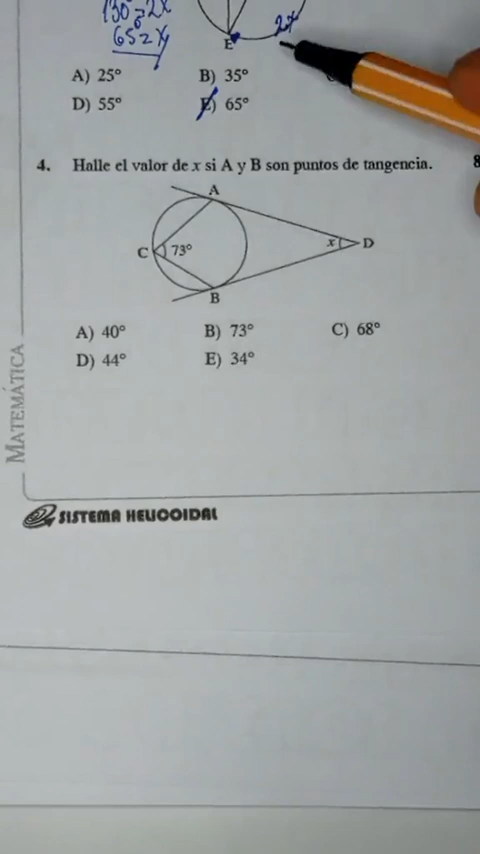 130=2x
65=x
2x
E
A) 25° B) 35°
D) 55° E) 65°
4. Halle el valor de x si A y B son puntos de tangencia. 8
A
C 73° x D
B
A) 40° B) 73° C) 68°
D) 44° E) 34°
MATEMÁTICA
SISTEMA HELICOIDAL